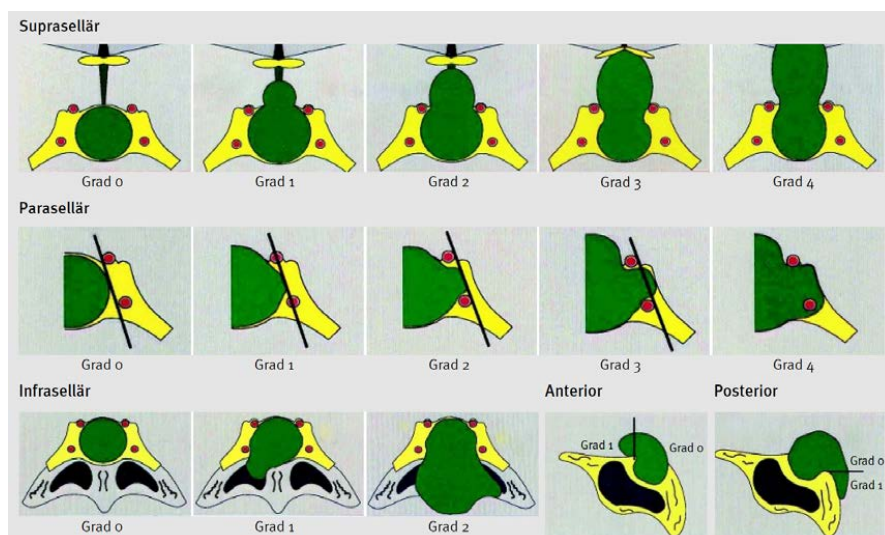 Suprasellär
Grad 0 Grad 1 Grad 2 Grad 3 Grad 4
Parasellär
Grad 0 Grad 1 Grad 2 Grad 3 Grad 4
Infrasellär Anterior Posterior
Grad 1 Grad 0 Grad 0
Grad 1
Grad 0 Grad 1 Grad 2